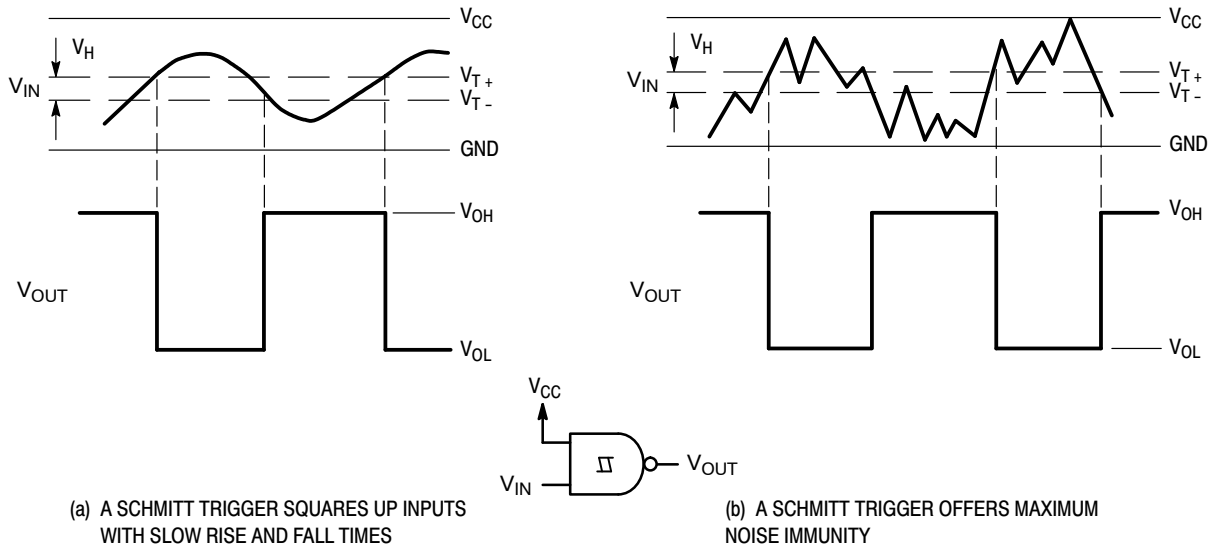 V_CC
V_H
V_IN
V_T+
V_T−
GND
V_OH
V_OUT
V_OL
V_CC
V_H
V_IN
V_T+
V_T−
GND
V_OH
V_OUT
V_OL
V_CC
V_IN
V_OUT
(a) A SCHMITT TRIGGER SQUARES UP INPUTS
WITH SLOW RISE AND FALL TIMES
(b) A SCHMITT TRIGGER OFFERS MAXIMUM
NOISE IMMUNITY